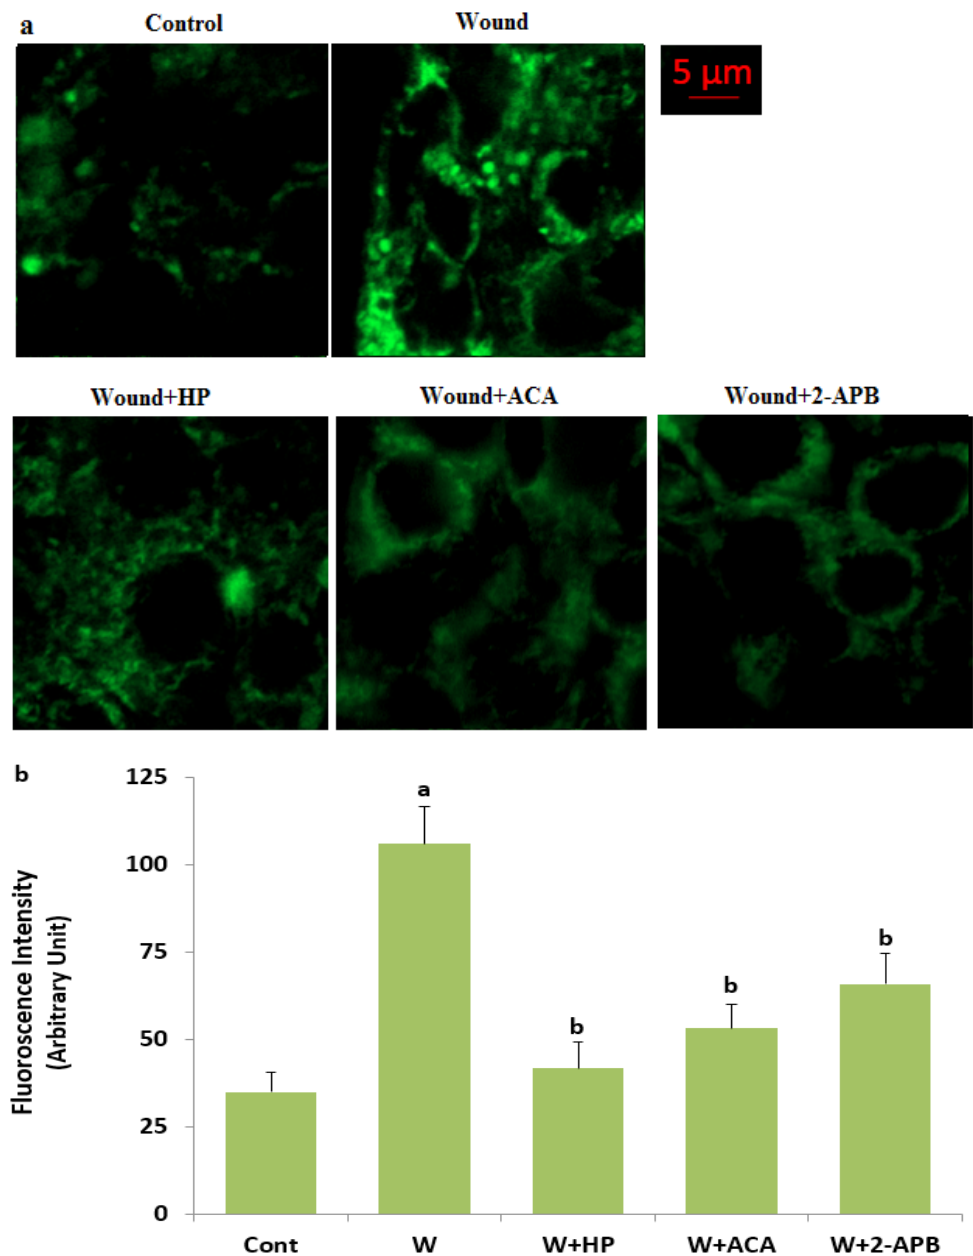 a
Control
Wound
5 µm
Wound+HP
Wound+ACA
Wound+2-APB
b
Fluoroscence Intensity
(Arbitrary Unit)
125
100
75
50
25
0
a
b
b
b
Cont
W
W+HP
W+ACA
W+2-APB